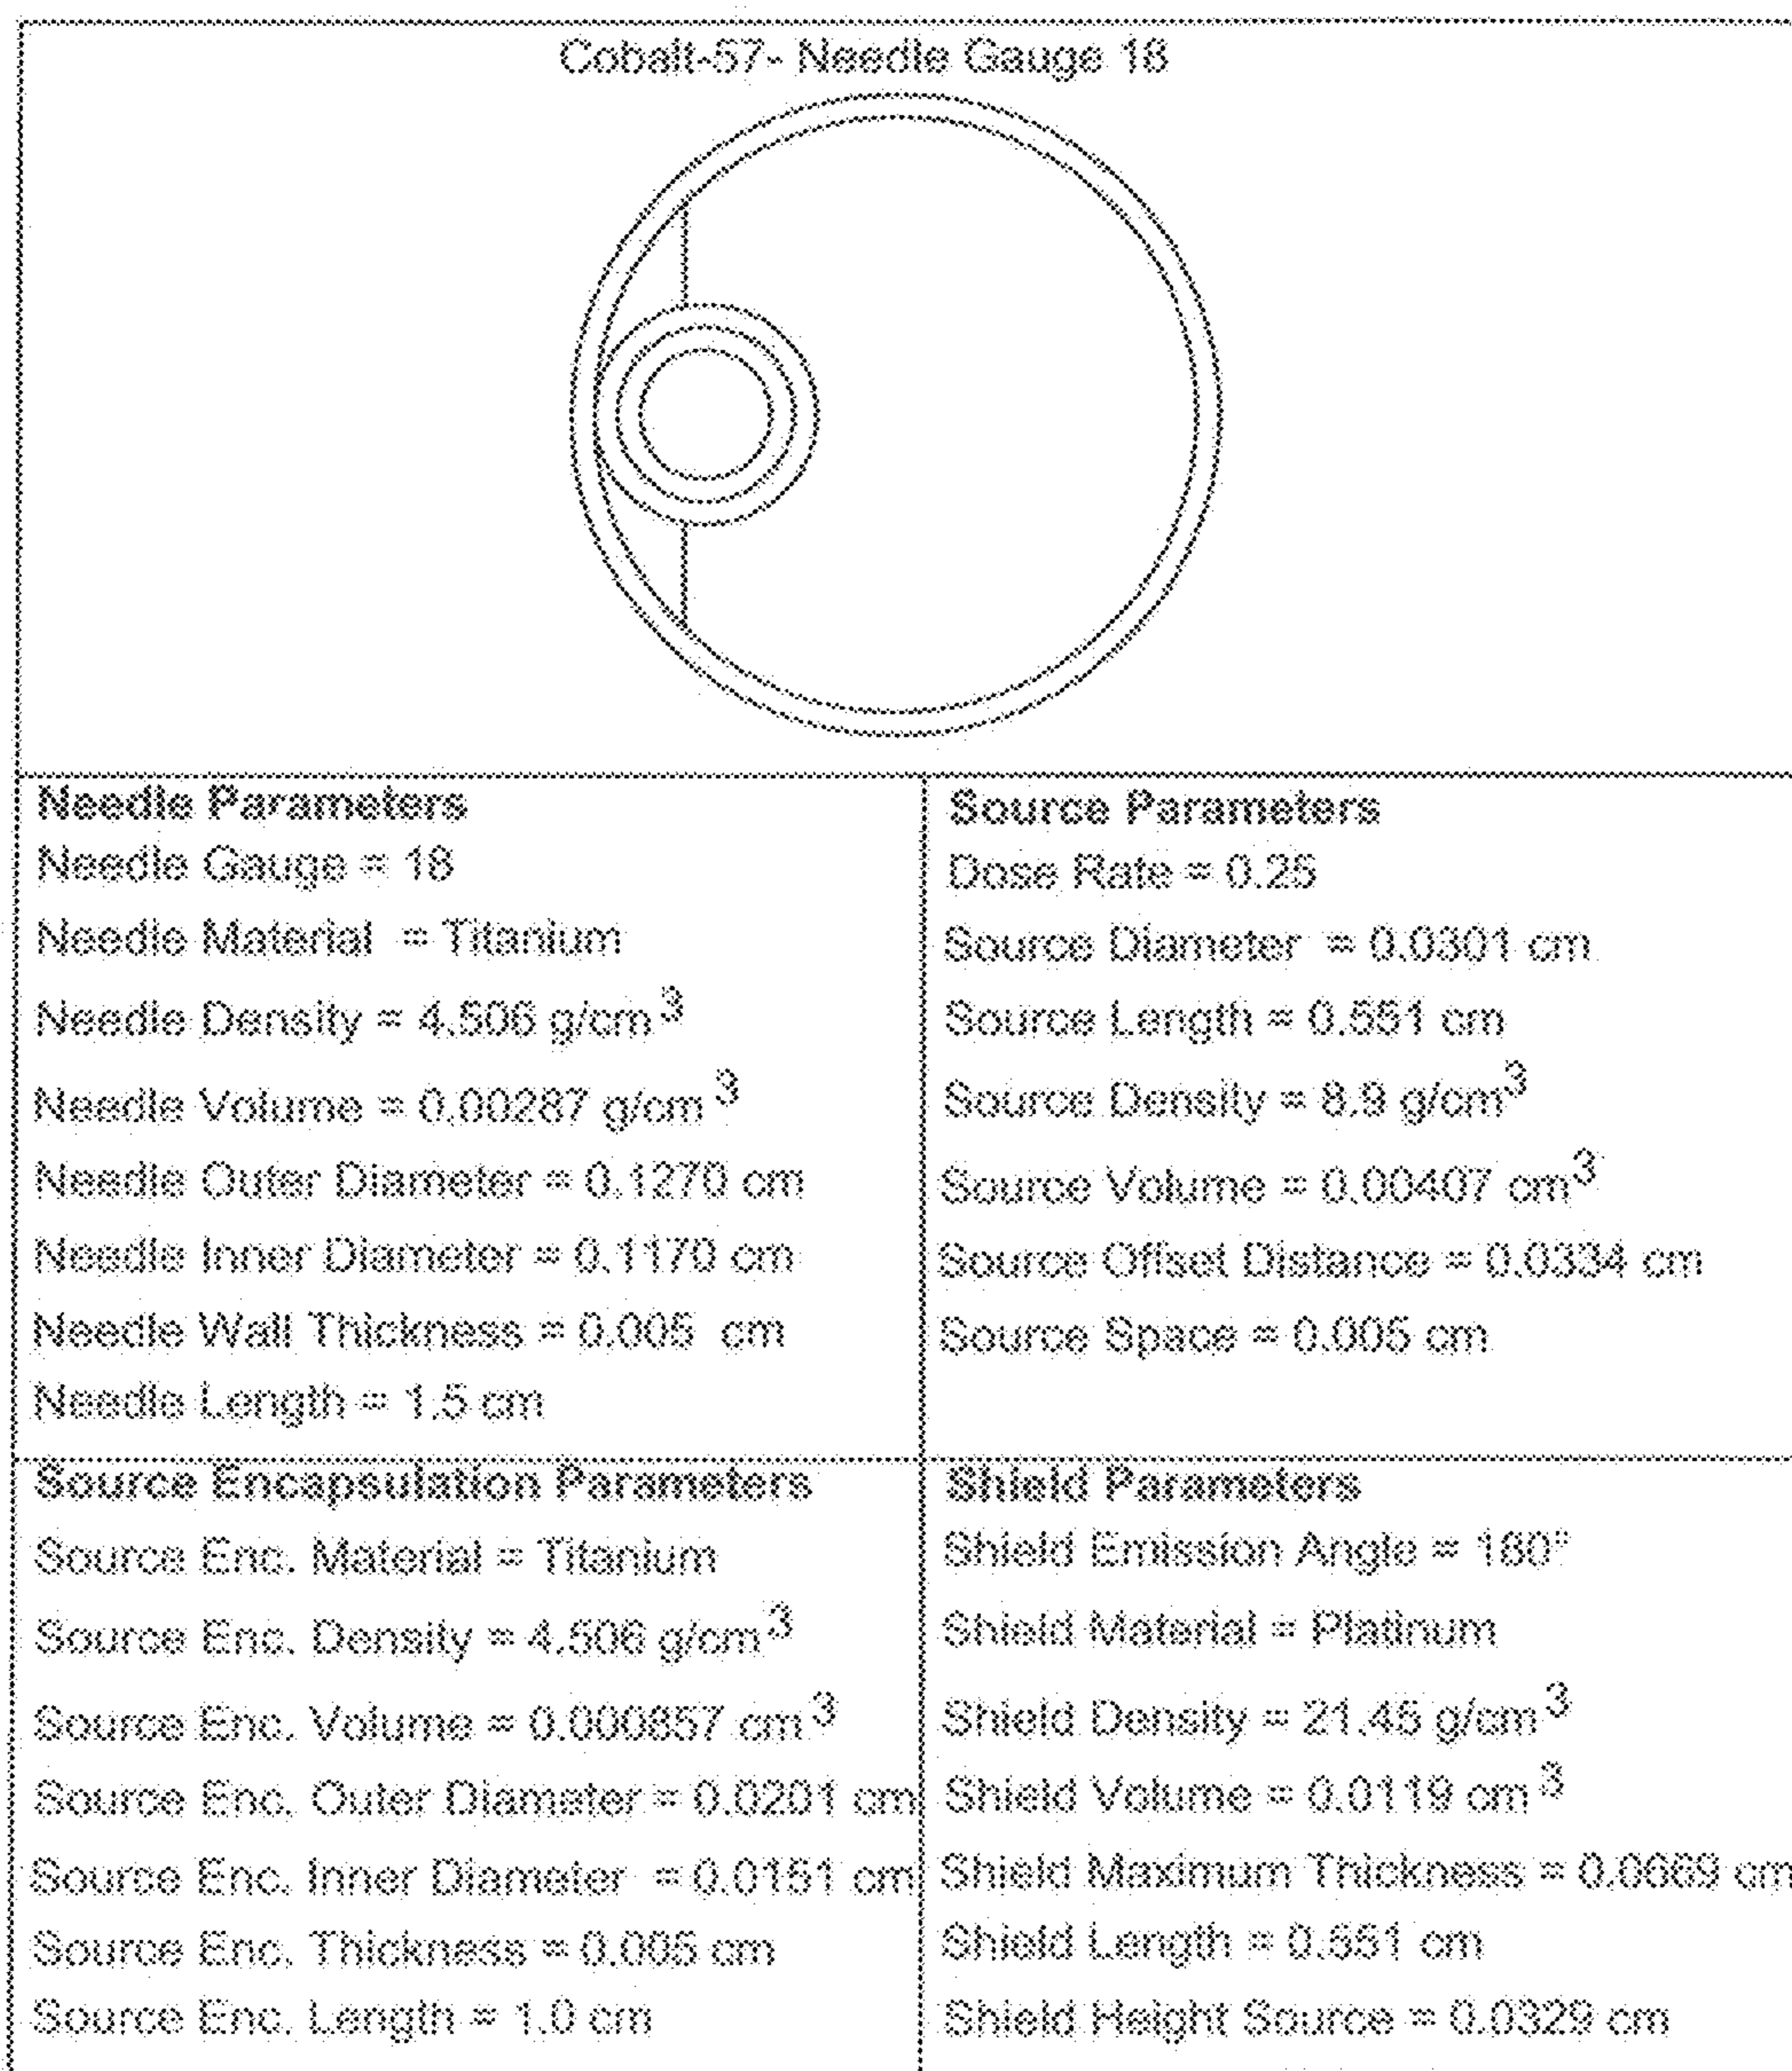 Cobalt-57- Needle Gauge 18
Needle Parameters
Needle Gauge = 18
Needle Material = Titanium
Needle Density = 4.506 g/cm3
Needle Volume = 0.00287 g/cm3
Needle Outer Diameter = 0.1270 cm
Needle Inner Diameter = 0.1170 cm
Needle Wall Thickness = 0.005 cm
Needle Length = 1.5 cm
Source Parameters
Dose Rate = 0.25
Source Diameter = 0.0301 cm
Source Length = 0.551 cm
Source Density = 8.9 g/cm3
Source Volume = 0.00407 cm3
Source Offset Distance = 0.0334 cm
Source Space = 0.005 cm
Source Encapsulation Parameters
Source Enc. Material = Titanium
Source Enc. Density = 4.506 g/cm3
Source Enc. Volume = 0.000857 cm3
Source Enc. Outer Diameter = 0.0201 cm
Source Enc. Inner Diameter = 0.0151 cm
Source Enc. Thickness = 0.005 cm
Source Enc. Length = 1.0 cm
Shield Parameters
Shield Emission Angle =
Shield Material = Platinum
Shield Density = 21.45 g/cm3
Shield Volume = 0.0119 cm3
Shield Maximum Thickness = 0.0669 cm
Shield Length = 0.551 cm
Shield Height Source = 0.0329 cm